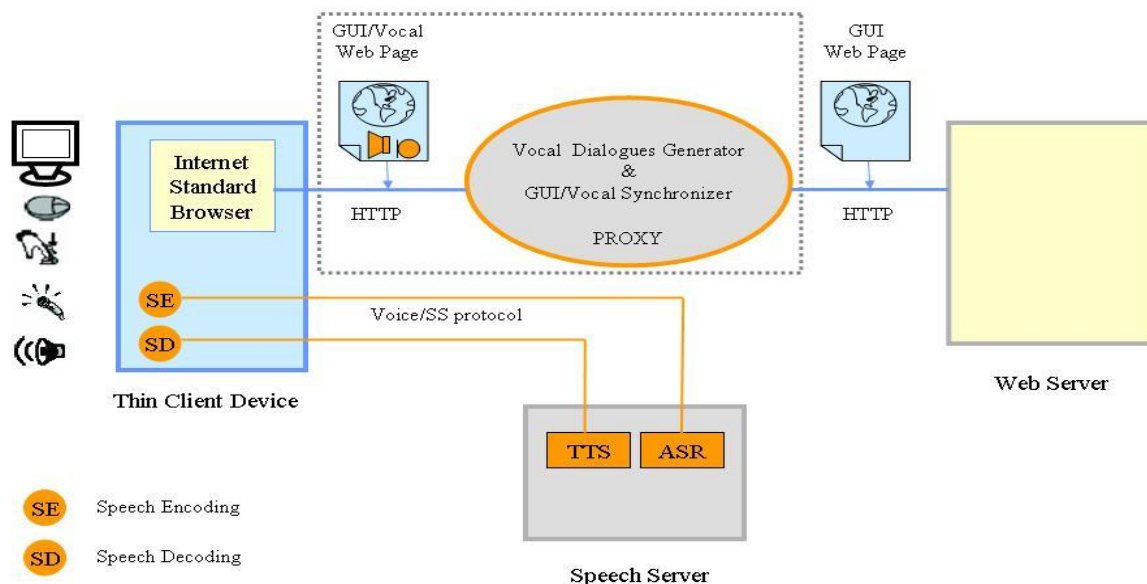 GUI/Vocal
Web Page
GUI
Web Page
Internet
Standard
Browser
HTTP
Vocal Dialogues Generator
&
GUI/Vocal Synchronizer
PROXY
HTTP
SE
Voice/SS protocol
SD
Thin Client Device
Web Server
TTS
ASR
SE
Speech Encoding
SD
Speech Decoding
Speech Server